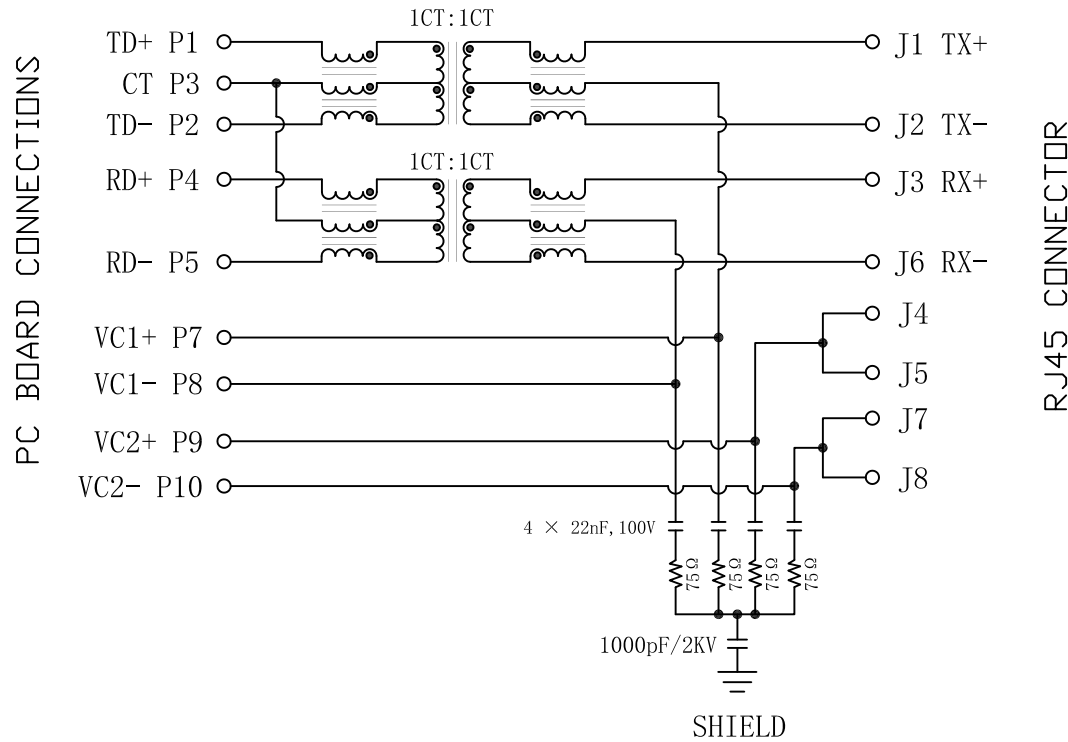 1CT:1CT
TD+ P1
J1 TX+
CT P3
TD- P2
J2 TX-
1CT:1CT
RD+ P4
J3 RX+
RD- P5
J6 RX-
PC BOARD CONNECTIONS
RJ45 CONNECTOR
J4
VC1+ P7
J5
VC1- P8
J7
VC2+ P9
J8
VC2- P10
4 × 22nF,100V
75Ω
75Ω
75Ω
75Ω
1000pF/2KV
SHIELD